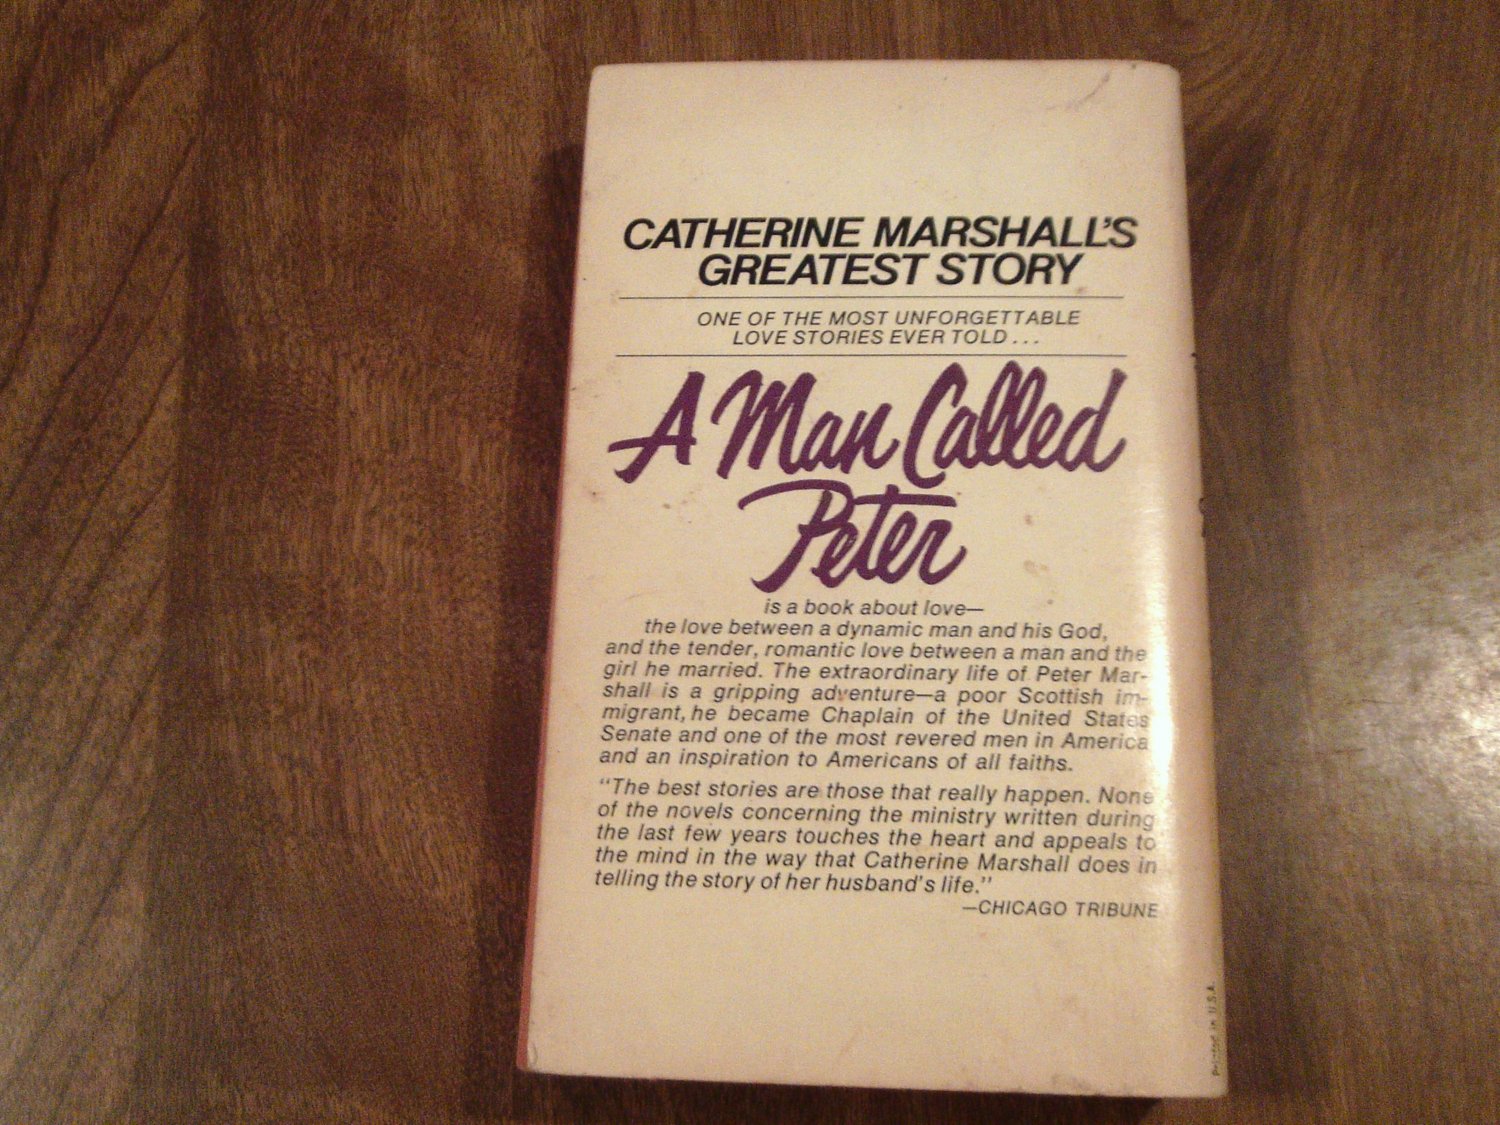 CATHERINE MARSHALL'S
GREATEST STORY
ONE OF THE MOST UNFORGETTABLE
LOVE STORIES EVER TOLD...
A Man Called
Peter
is a book about love—
the love between a dynamic man and his God,
and the tender, romantic love between a man and the
girl he married. The extraordinary life of Peter Mar-
shall is a gripping adventure—a poor Scottish im-
migrant, he became Chaplain of the United States
Senate and one of the most revered men in America
and an inspiration to Americans of all faiths.
"The best stories are those that really happen. None
of the novels concerning the ministry written during
the last few years touches the heart and appeals to
the mind in the way that Catherine Marshall does in
telling the story of her husband's life."
—CHICAGO TRIBUNE
Printed in U.S.A.